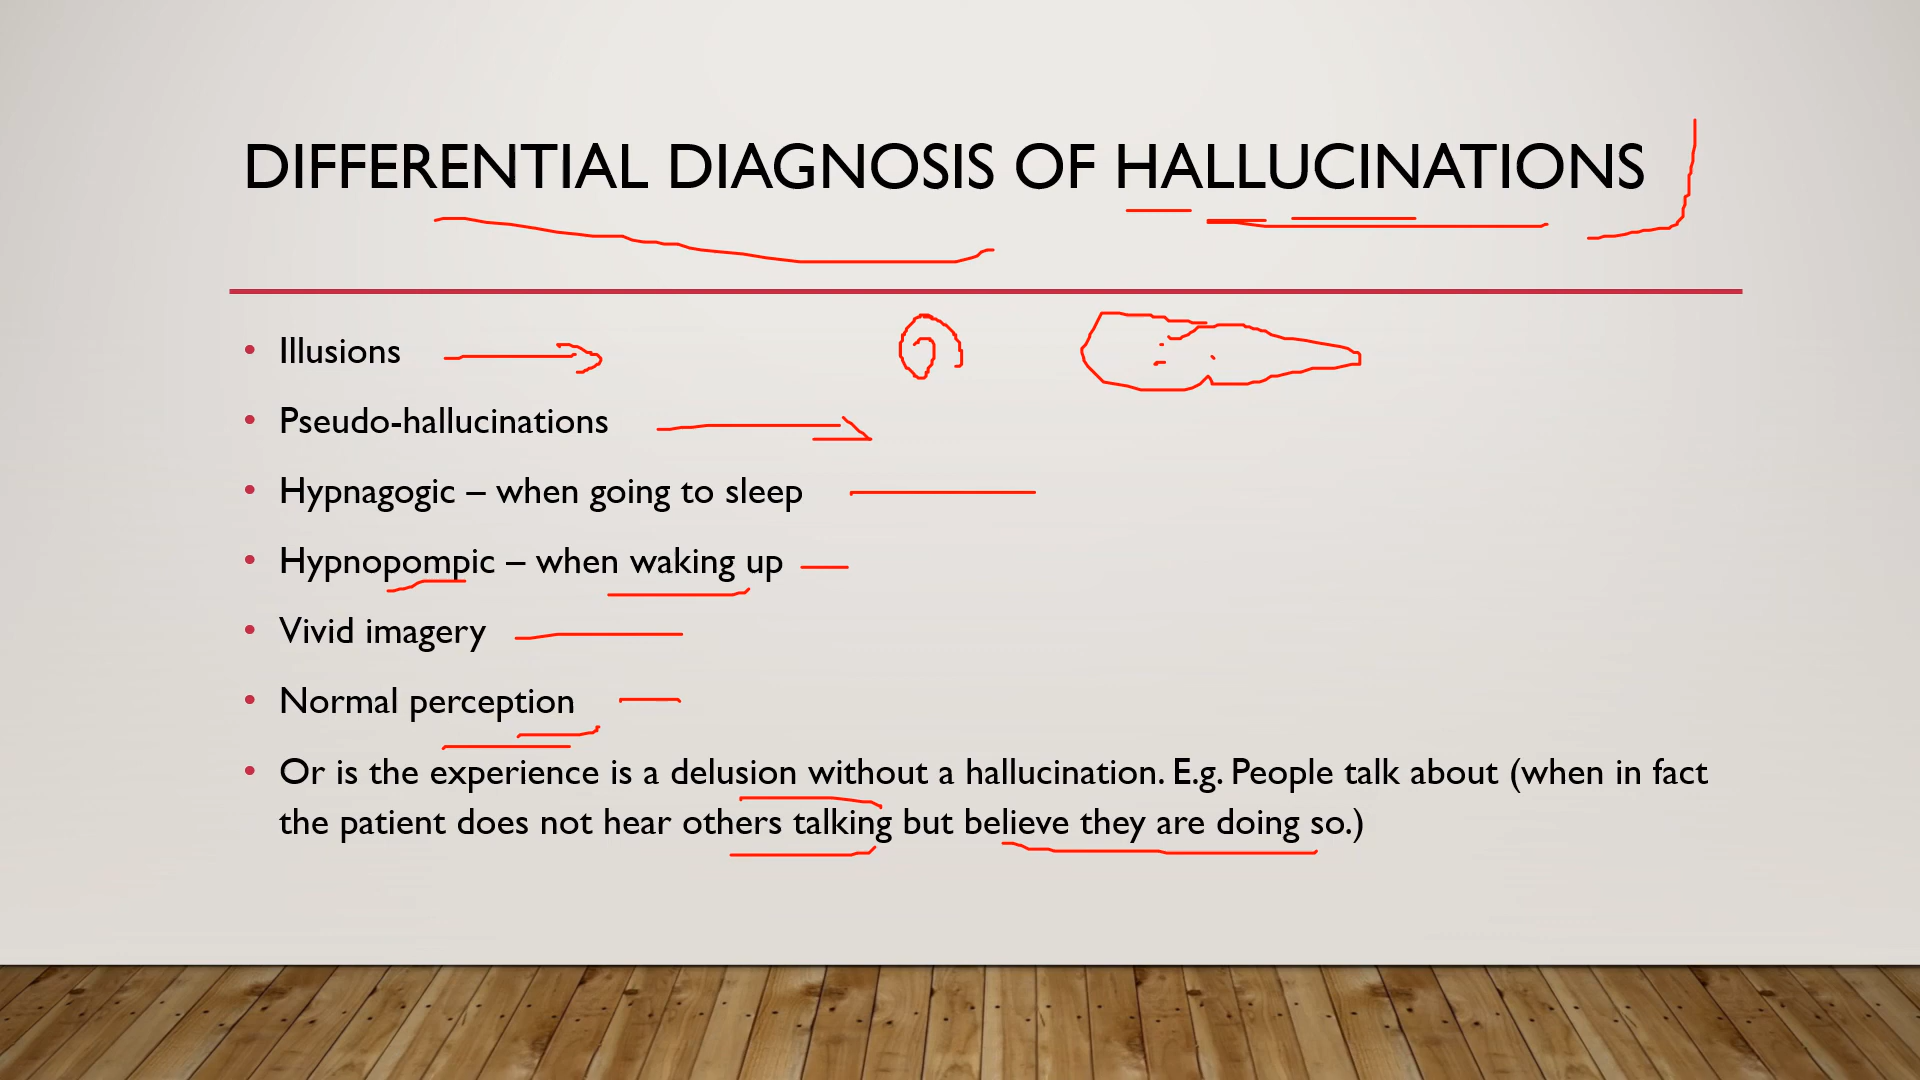 DIFFERENTIAL DIAGNOSIS OF HALLUCINATIONS
• Illusions
• Pseudo-hallucinations
• Hypnagogic – when going to sleep
• Hypnopompic – when waking up
• Vivid imagery
• Normal perception
• Or is the experience is a delusion without a hallucination. E.g. People talk about (when in fact
the patient does not hear others talking but believe they are doing so.)